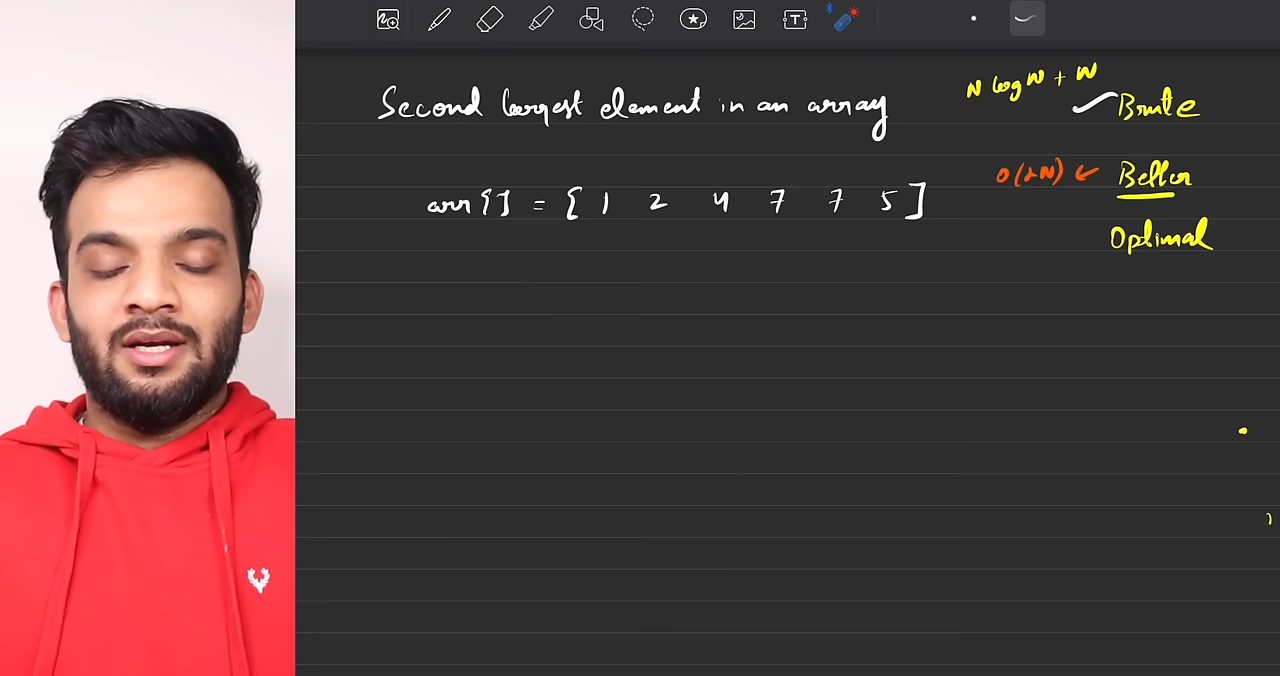 Second largest element in an array
N log N + N
Brute
arr[] = [ 1 2 4 7 7 5 ]
O(2N) ← Better
Optimal